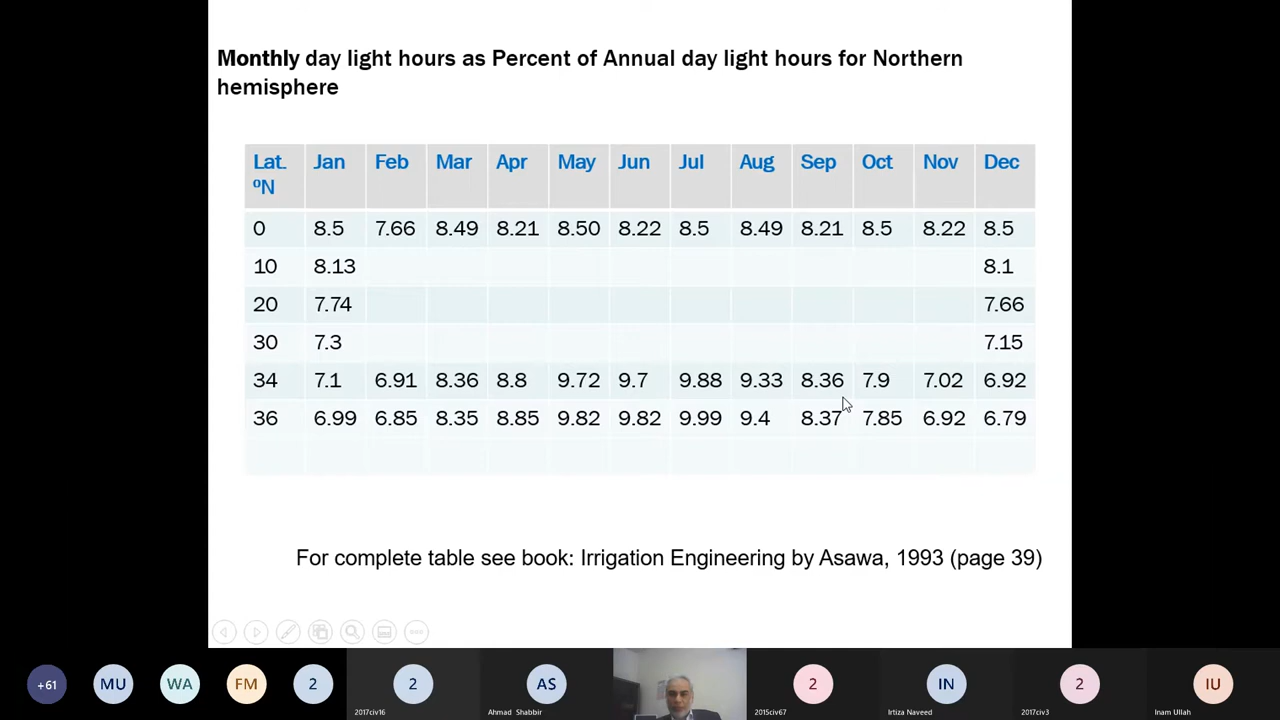 Monthly day light hours as Percent of Annual day light hours for Northern
hemisphere
Lat. ºN Jan Feb Mar Apr May Jun Jul Aug Sep Oct Nov Dec
0 8.5 7.66 8.49 8.21 8.50 8.22 8.5 8.49 8.21 8.5 8.22 8.5
10 8.13 8.1
20 7.74 7.66
30 7.3 7.15
34 7.1 6.91 8.36 8.8 9.72 9.7 9.88 9.33 8.36 7.9 7.02 6.92
36 6.99 6.85 8.35 8.85 9.82 9.82 9.99 9.4 8.37 7.85 6.92 6.79
For complete table see book: Irrigation Engineering by Asawa, 1993 (page 39)
+61 MU WA FM 2 2 AS 2 IN 2 IU
2017civ16 Ahmad Shabbir 2015civ67 Irtiza Naveed 2017civ3 Inam Ullah